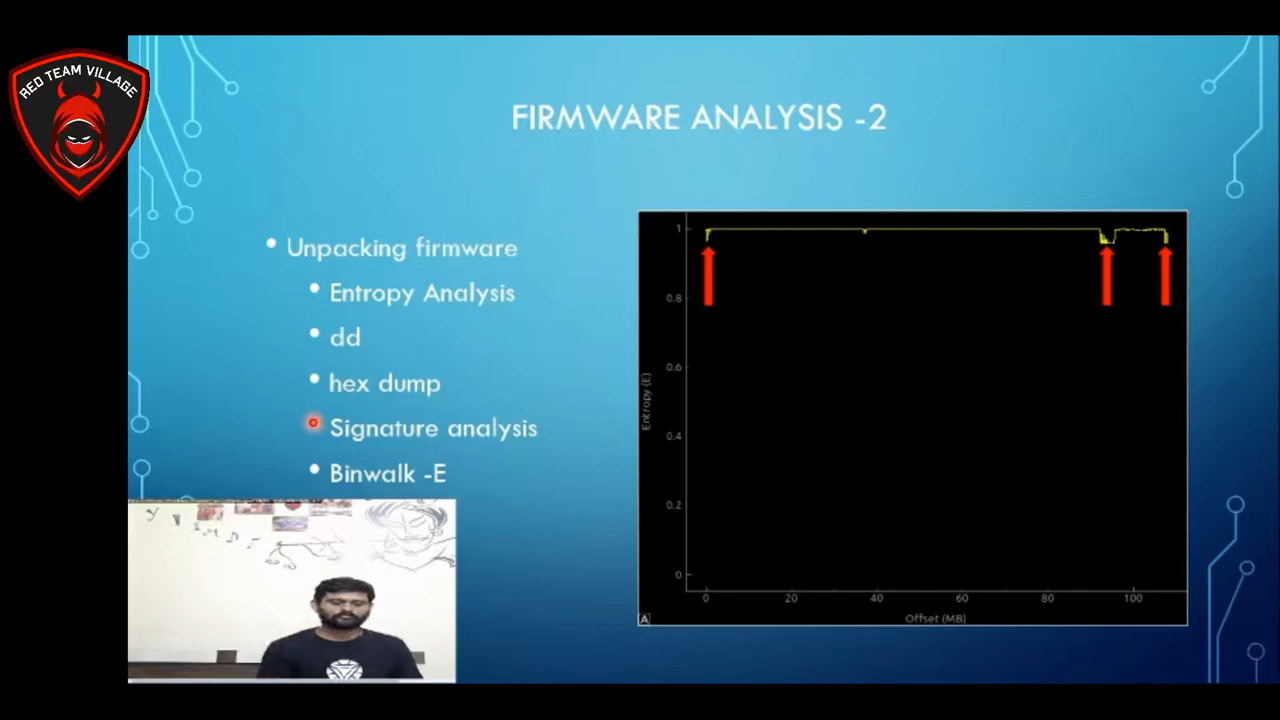 RED TEAM VILLAGE
FIRMWARE ANALYSIS -2
Unpacking firmware
Entropy Analysis
dd
hex dump
Signature analysis
Binwalk -E
1
0.8
0.6
0.4
0.2
0
Entropy (E)
0 20 40 60 80 100
Offset (MB)
A